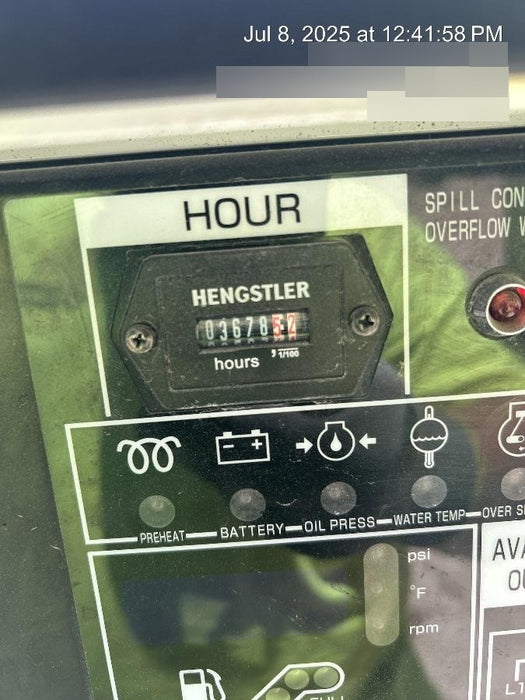 Jul 8, 2025 at 12:41:58 PM
HOUR
SPILL CON
OVERFLOW
HENGSTLER
0367852
hours , 1/100
PREHEAT
BATTERY
OIL PRESS
WATER TEMP
OVER
psi
°F
rpm
AVA